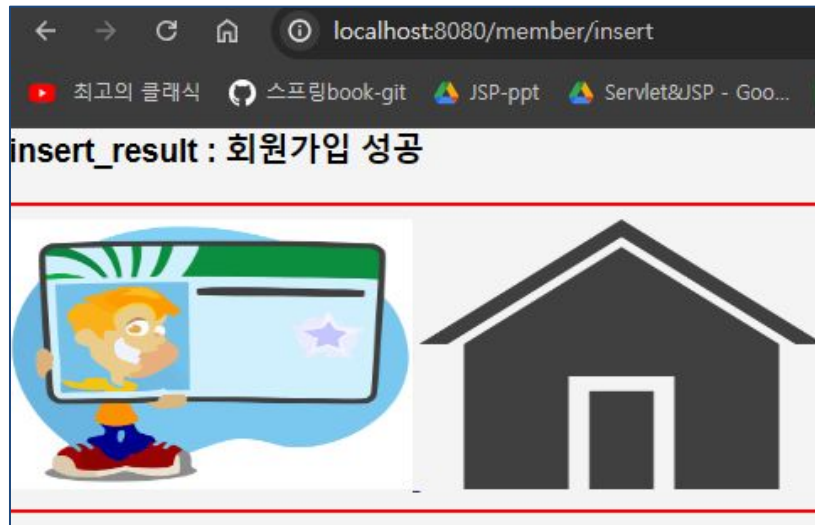 localhost:8080/member/insert
최고의 클래식 스프링book-git JSP-ppt Servlet&JSP - Goo...
insert_result : 회원가입 성공